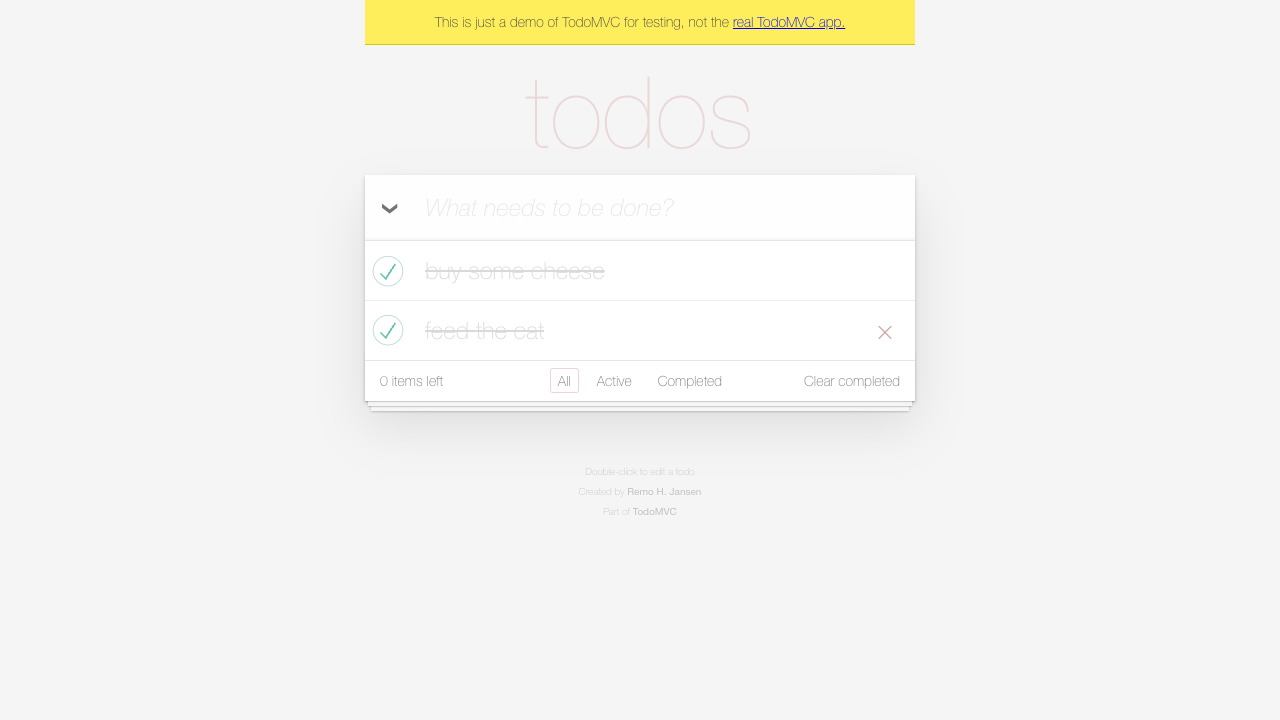 This is just a demo of TodoMVC for testing, not the real TodoMVC app.
todos
What needs to be done?
buy some cheese
feed the cat
0 items left All Active Completed Clear completed
Double-click to edit a todo
Created by Remo H. Jansen
Part of TodoMVC